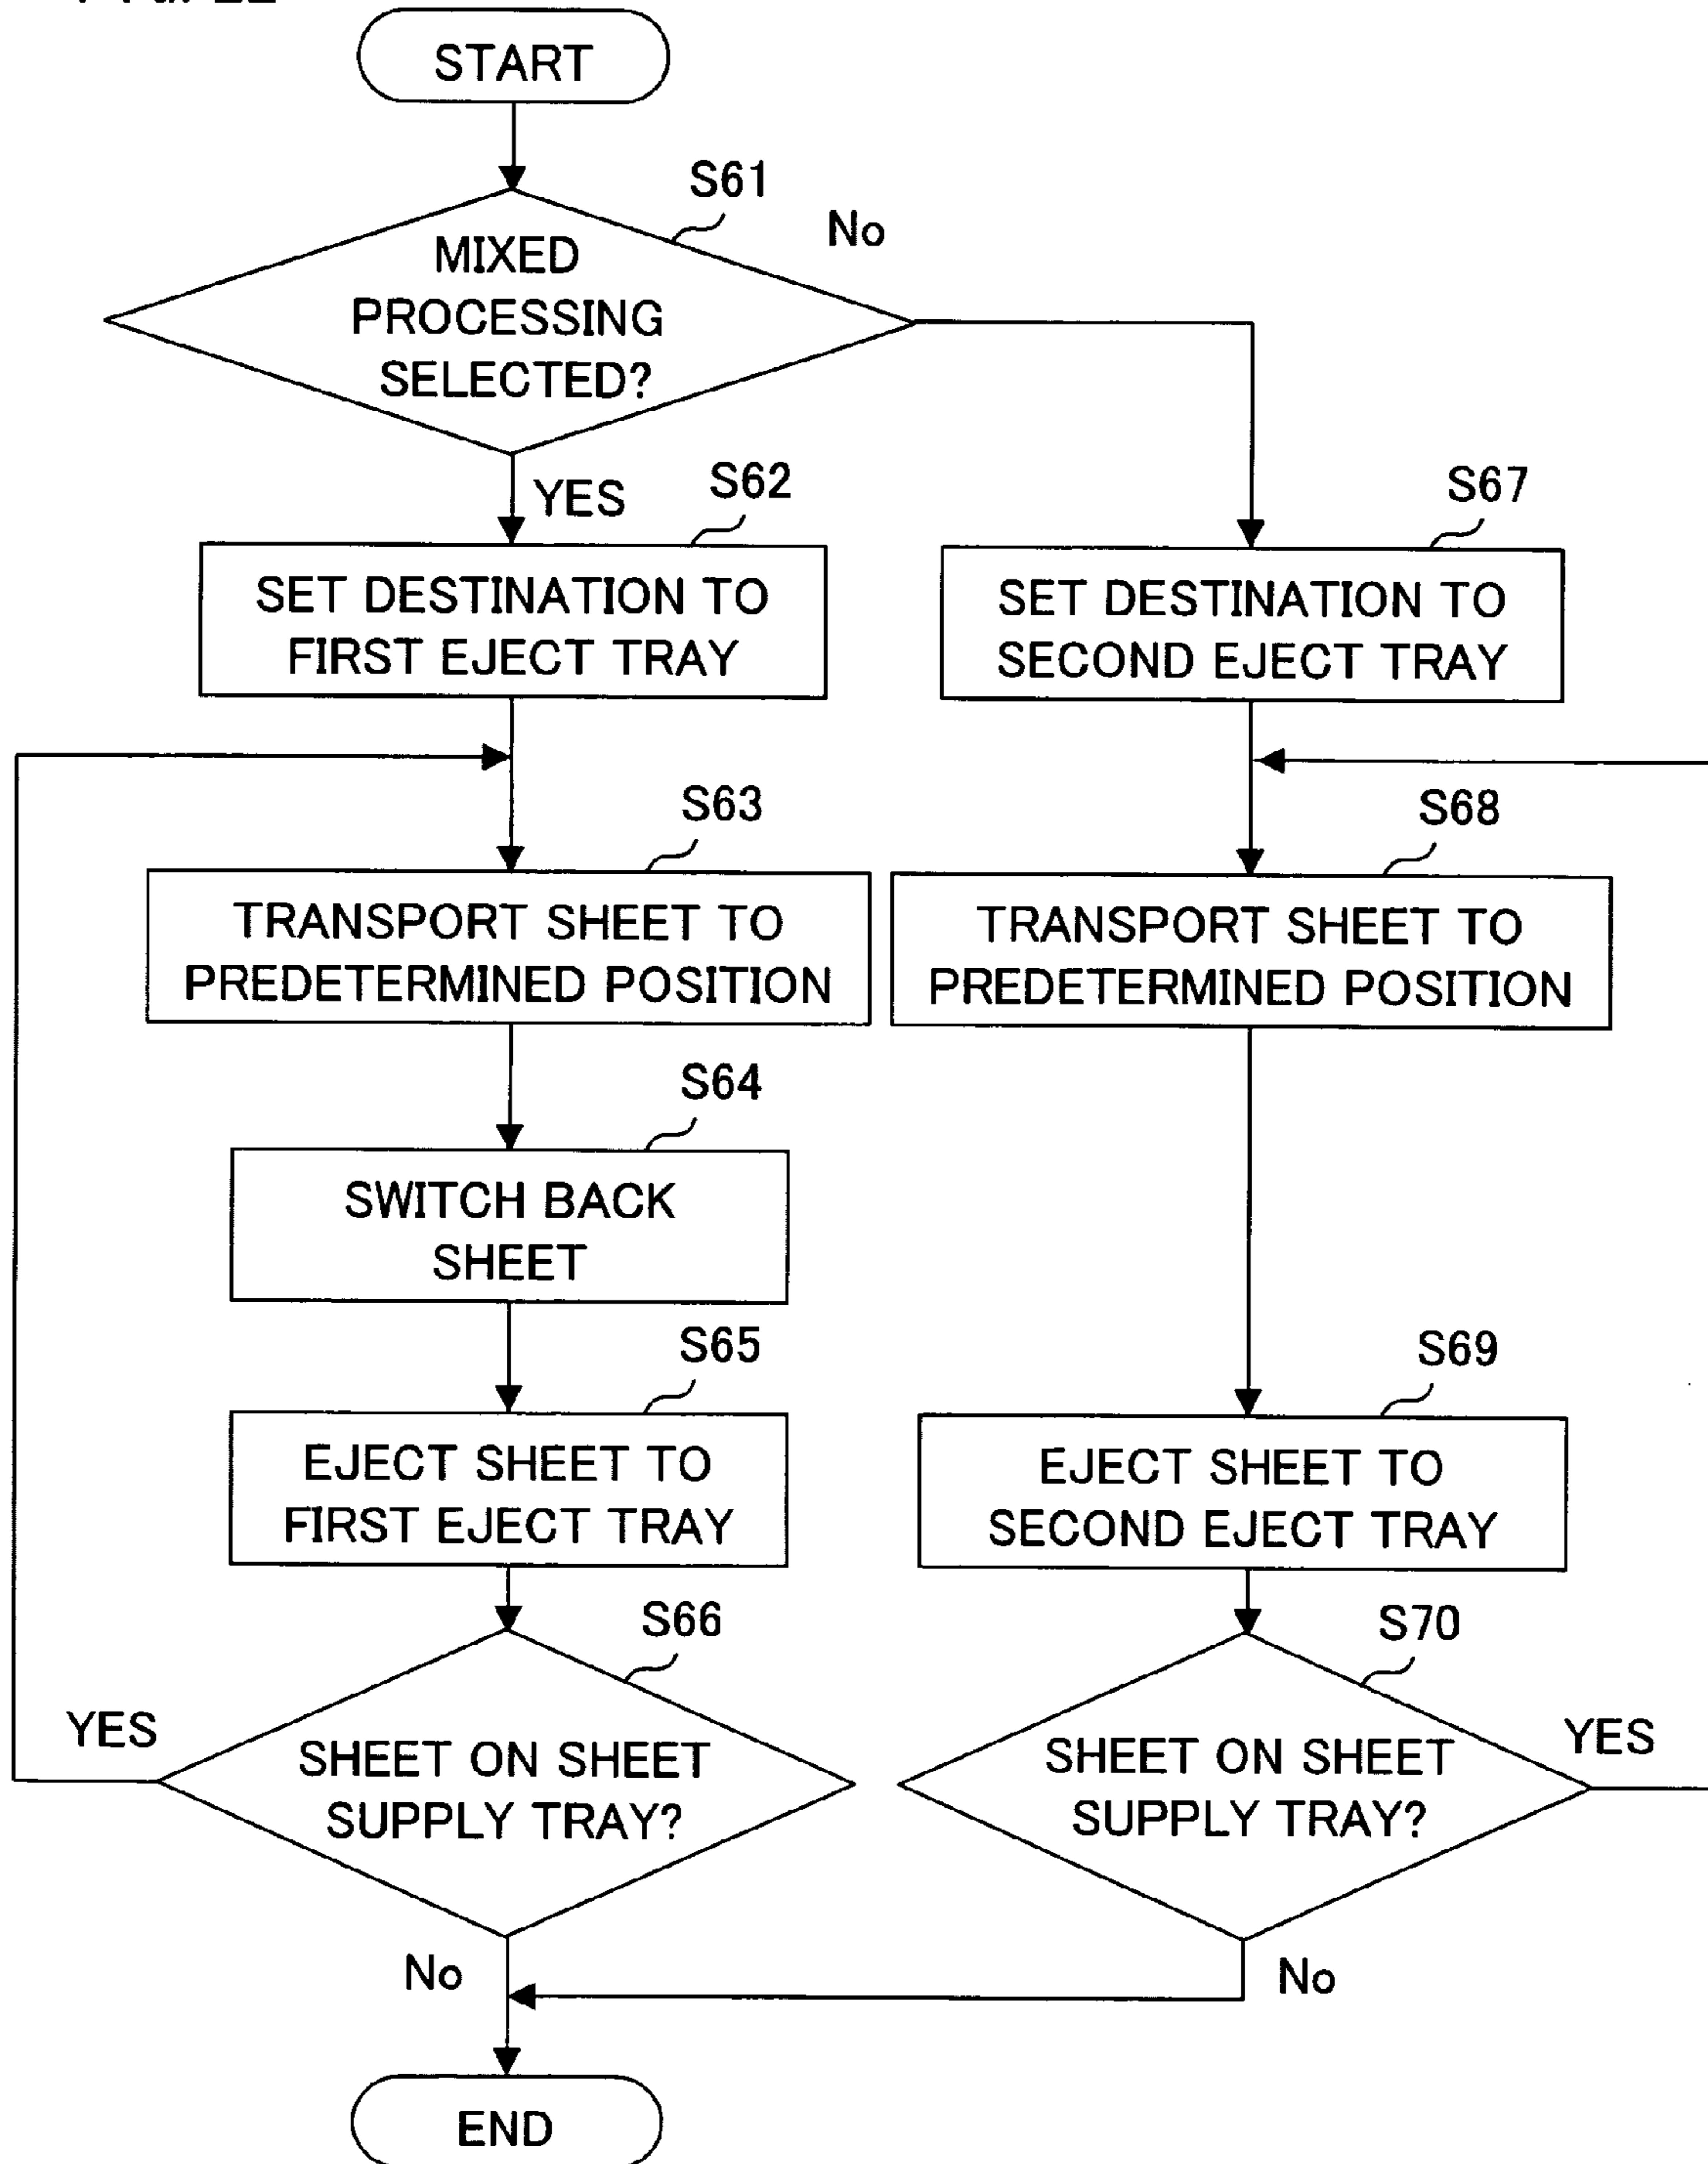 START
S61
No
MIXED
PROCESSING
SELECTED?
YES
S62
S67
SET DESTINATION TO
FIRST EJECT TRAY
SET DESTINATION TO
SECOND EJECT TRAY
S63
S68
TRANSPORT SHEET TO
PREDETERMINED POSITION
TRANSPORT SHEET TO
PREDETERMINED POSITION
S64
SWITCH BACK
SHEET
S65
S69
EJECT SHEET TO
FIRST EJECT TRAY
EJECT SHEET TO
SECOND EJECT TRAY
S66
S70
YES
SHEET ON SHEET
SUPPLY TRAY?
SHEET ON SHEET
SUPPLY TRAY?
YES
No
No
END